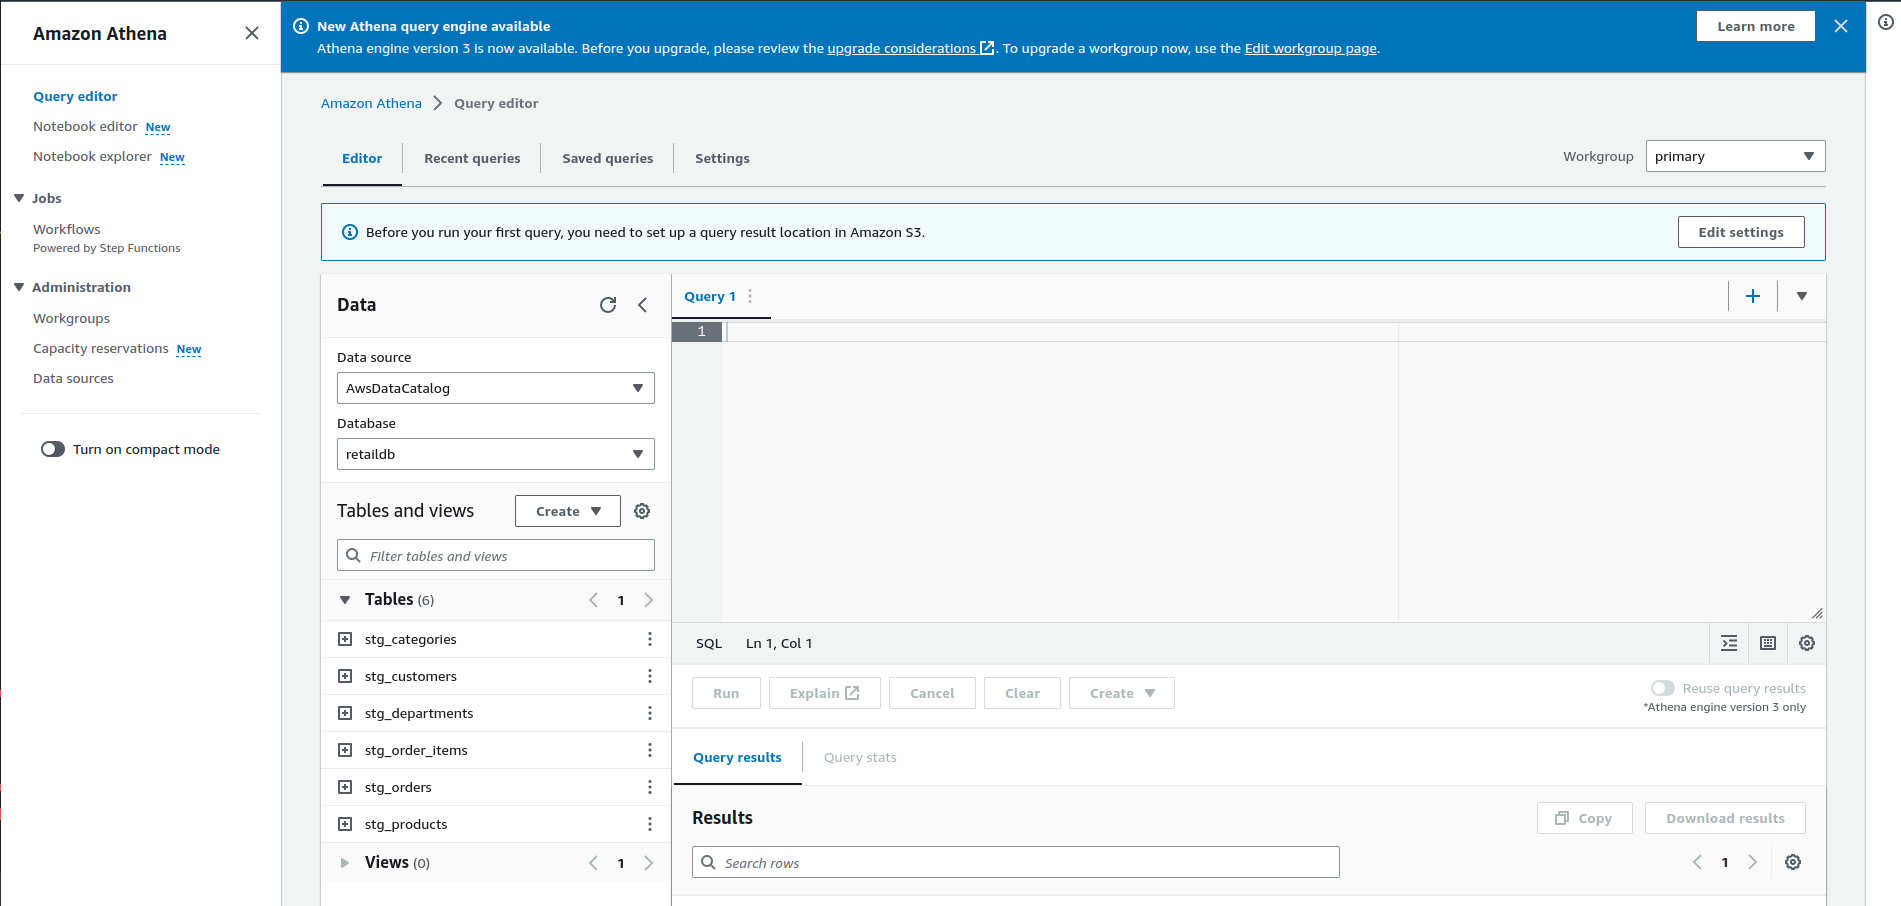 Amazon Athena
Query editor
Notebook editor New
Notebook explorer New
Jobs
Workflows
Powered by Step Functions
Administration
Workgroups
Capacity reservations New
Data sources
Turn on compact mode
New Athena query engine available
Athena engine version 3 is now available. Before you upgrade, please review the upgrade considerations. To upgrade a workgroup now, use the Edit workgroup page.
Learn more
Amazon Athena Query editor
Editor Recent queries Saved queries Settings
Workgroup primary
Before you run your first query, you need to set up a query result location in Amazon S3.
Edit settings
Data
Data source
AwsDataCatalog
Database
retaildb
Tables and views Create
Filter tables and views
Tables (6) 1
stg_categories
stg_customers
stg_departments
stg_order_items
stg_orders
stg_products
Views (0) 1
Query 1
1
SQL Ln 1, Col 1
Run Explain Cancel Clear Create
Reuse query results
*Athena engine version 3 only
Query results Query stats
Results
Copy Download results
Search rows
1